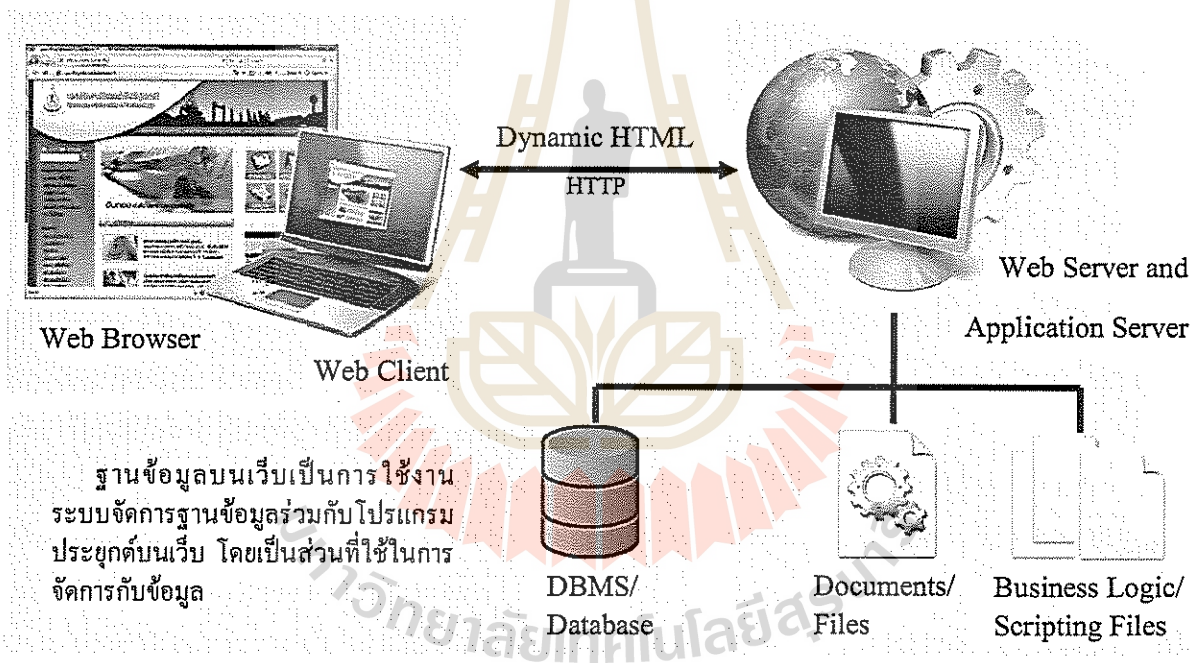 Dynamic HTML
HTTP
Web Server and
Application Server
Web Browser
Web Client
ฐานข้อมูลบนเว็บเป็นการใช้งาน
ระบบจัดการฐานข้อมูลร่วมกับโปรแกรม
ประยุกต์บนเว็บ โดยเป็นส่วนที่ใช้ในการ
จัดการกับข้อมูล
DBMS/
Database
Documents/
Files
Business Logic/
Scripting Files